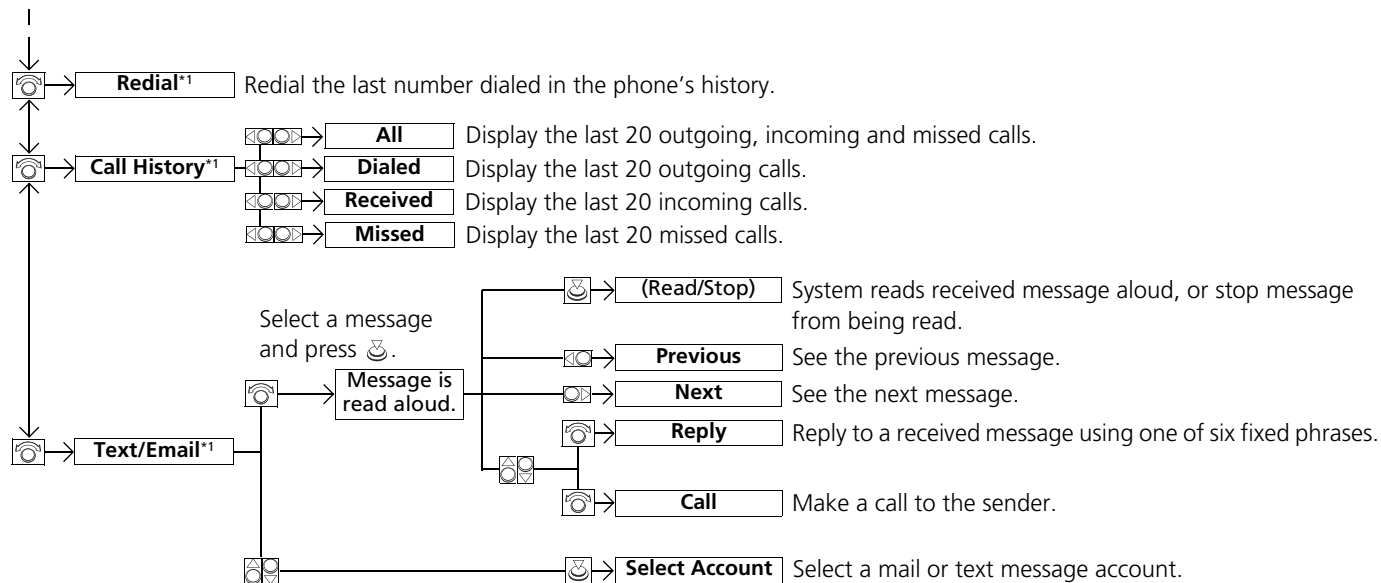 Redial*1 Redial the last number dialed in the phone’s history.
All Display the last 20 outgoing, incoming and missed calls.
Call History*1 Dialed Display the last 20 outgoing calls.
Received Display the last 20 incoming calls.
Missed Display the last 20 missed calls.
(Read/Stop) System reads received message aloud, or stop message
from being read.
Select a message
and press .
Previous See the previous message.
Message is
read aloud.
Next See the next message.
Reply Reply to a received message using one of six fixed phrases.
Text/Email*1
Call Make a call to the sender.
Select Account Select a mail or text message account.